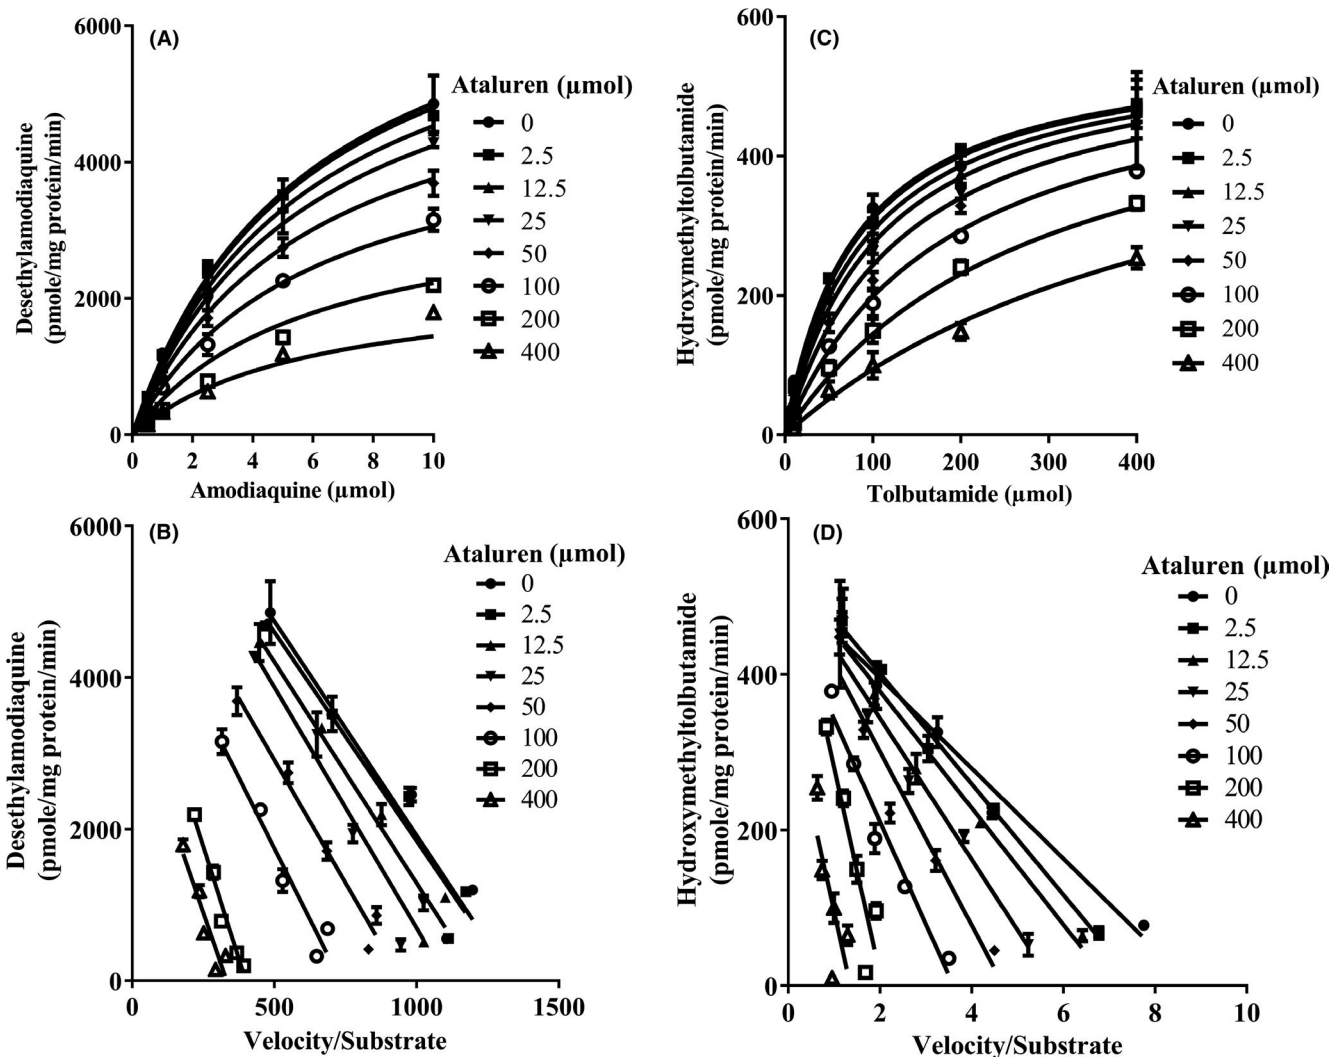 (A)
6000
4000
2000
0
Desethylamodiaquine
(pmole/mg protein/min)
0 2 4 6 8 10
Amodiaquine (µmol)
Ataluren (µmol)
0
2.5
12.5
25
50
100
200
400
(C)
600
400
200
0
Hydroxymethyltolbutamide
(pmole/mg protein/min)
0 100 200 300 400
Tolbutamide (µmol)
Ataluren (µmol)
0
2.5
12.5
25
50
100
200
400
(B)
6000
4000
2000
0
Desethylamodiaquine
(pmole/mg protein/min)
0 500 1000 1500
Velocity/Substrate
Ataluren (µmol)
0
2.5
12.5
25
50
100
200
400
(D)
600
400
200
0
Hydroxymethyltolbutamide
(pmole/mg protein/min)
0 2 4 6 8 10
Velocity/Substrate
Ataluren (µmol)
0
2.5
12.5
25
50
100
200
400